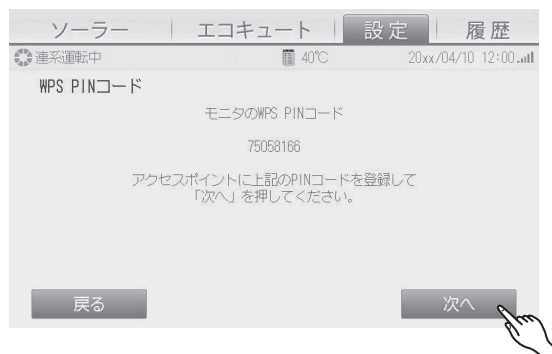 ソーラー エコキュート 設定 履歴
連系運転中 40℃ 20xx/04/10 12:00
WPS PINコード
モニタのWPS PINコード
75058166
アクセスポイントに上記のPINコードを登録して
「次へ」を押してください。
戻る 次へ